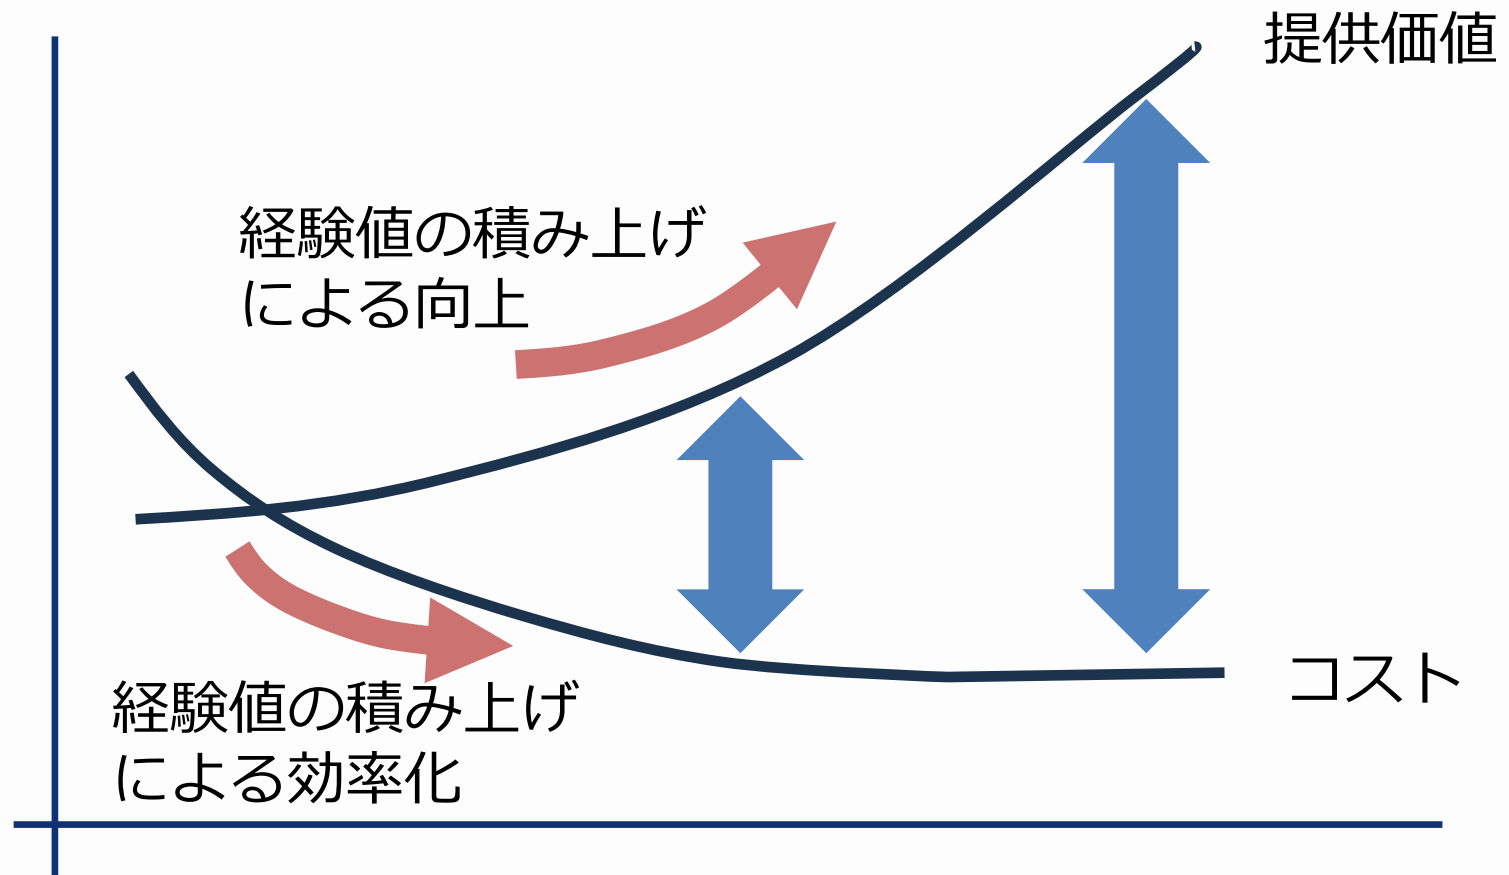 提供価値
経験値の積み上げ
による向上
コスト
経験値の積み上げ
による効率化